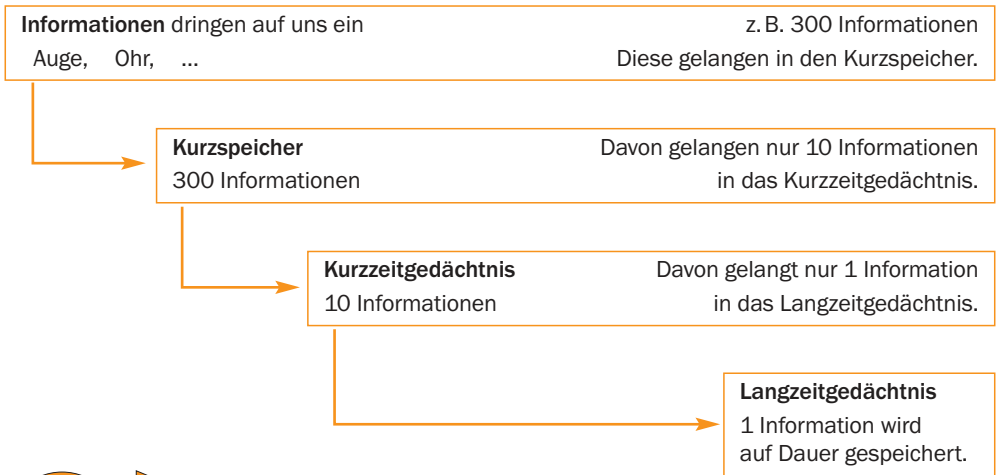 Informationen dringen auf uns ein z. B. 300 Informationen
Auge, Ohr, ... Diese gelangen in den Kurzspeicher.
Kurzspeicher Davon gelangen nur 10 Informationen
300 Informationen in das Kurzzeitgedächtnis.
Kurzzeitgedächtnis Davon gelangt nur 1 Information
10 Informationen in das Langzeitgedächtnis.
Langzeitgedächtnis
1 Information wird
auf Dauer gespeichert.